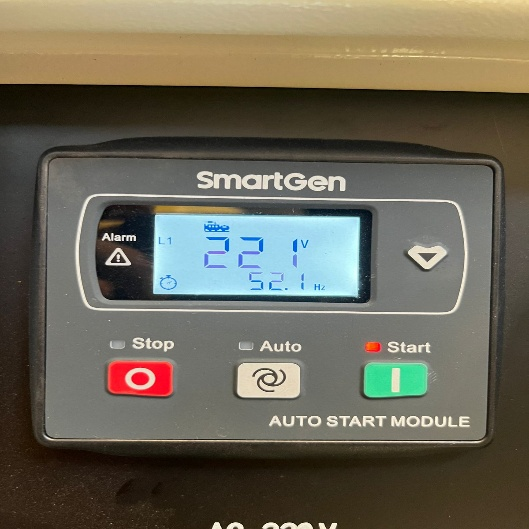 SmartGen
Alarm
L1 221 V
52.1 Hz
Stop Auto Start
AUTO START MODULE